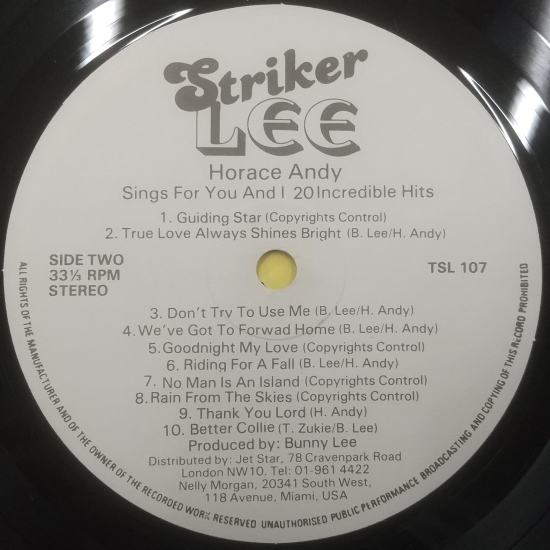 Striker
LEE
Horace Andy
Sings For You And I 20 Incredible Hits
1. Guiding Star (Copyrights Control)
2. True Love Always Shines Bright (B. Lee/H. Andy)
SIDE TWO
33⅓ RPM
STEREO
TSL 107
3. Don't Try To Use Me (B. Lee/H. Andy)
4. We've Got To Forwad Home (B. Lee/H. Andy)
5. Goodnight My Love (Copyrights Control)
6. Riding For A Fall (B. Lee/H. Andy)
7. No Man Is An Island (Copyrights Control)
8. Rain From The Skies (Copyrights Control)
9. Thank You Lord (H. Andy)
10. Better Collie (T. Zukie/B. Lee)
Produced by: Bunny Lee
Distributed by: Jet Star, 78 Cravenpark Road
London NW10. Tel: 01-961 4422
Nelly Morgan, 20341 South West,
118 Avenue, Miami, USA
ALL RIGHTS OF THE MANUFACTURER AND OF THE OWNER OF THE RECORDED WORK RESERVED UNAUTHORISED PUBLIC PERFORMANCE BROADCASTING AND COPYING OF THIS RECORD PROHIBITED